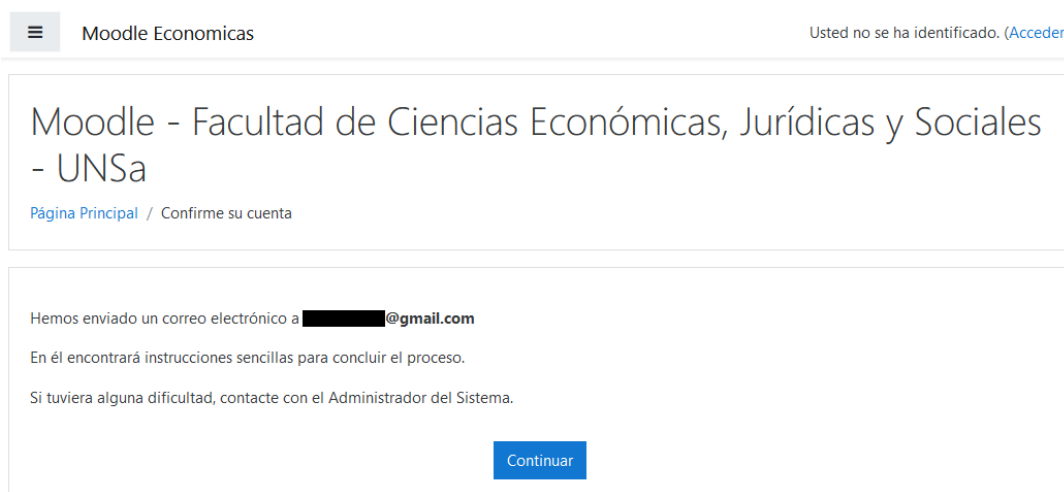 Moodle Economicas
Usted no se ha identificado. (Acceder
Moodle - Facultad de Ciencias Económicas, Jurídicas y Sociales
- UNSa
Página Principal / Confirme su cuenta
Hemos enviado un correo electrónico a @gmail.com
En él encontrará instrucciones sencillas para concluir el proceso.
Si tuviera alguna dificultad, contacte con el Administrador del Sistema.
Continuar